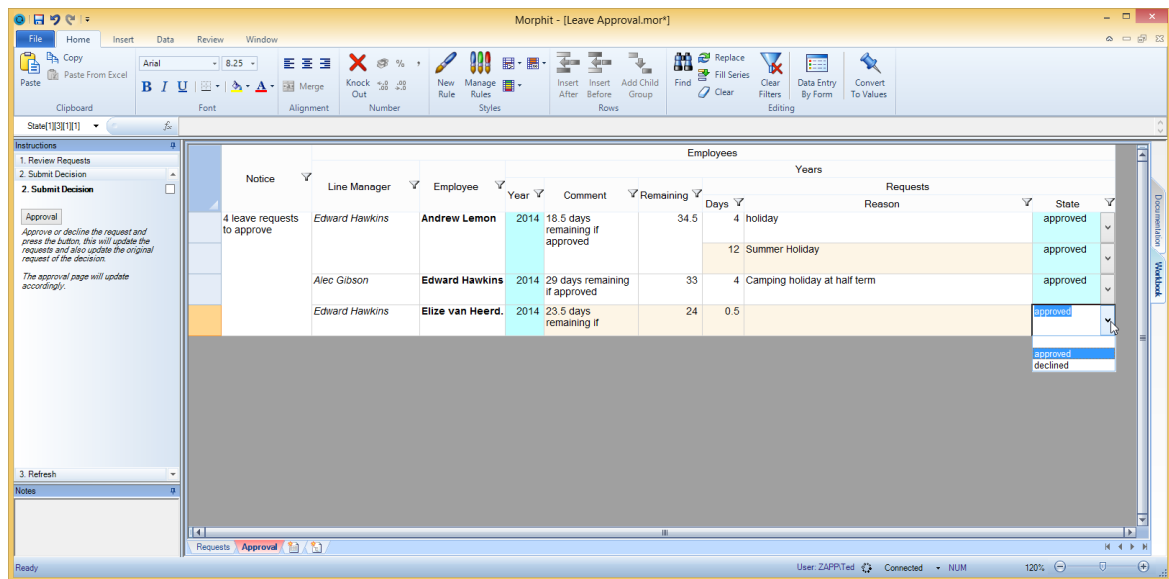 Morphit - [Leave Approval.mor*]
File Home Insert Data Review Window
Paste
Copy
Paste From Excel
Clipboard
Arial 8.25
B I U
Font
Merge
Alignment
Knock Out
%
Number
New Rule
Manage Rules
Styles
Insert After
Insert Before
Add Child Group
Rows
Find
Replace
Fill Series
Clear
Clear Filters
Data Entry By Form
Editing
Convert To Values
State[1][3][1][1]
fx
Instructions
1. Review Requests
2. Submit Decision
2. Submit Decision
Approval
Approve or decline the request and
press the button, this will update the
requests and also update the original
request of the decision.
The approval page will update
accordingly.
3. Refresh
Notes
Employees
Years
Requests
Notice Line Manager Employee Year Comment Remaining Days Reason State
4 leave requests to approve
Edward Hawkins Andrew Lemon 2014 18.5 days remaining if approved 34.5 4 holiday approved
12 Summer Holiday approved
Alec Gibson Edward Hawkins 2014 29 days remaining if approved 33 4 Camping holiday at half term approved
Edward Hawkins Elize van Heerd. 2014 23.5 days remaining if 24 0.5 approved
approved
declined
Documentation
Workbook
Requests Approval
Ready
User: ZAPP\Ted Connected NUM 120%